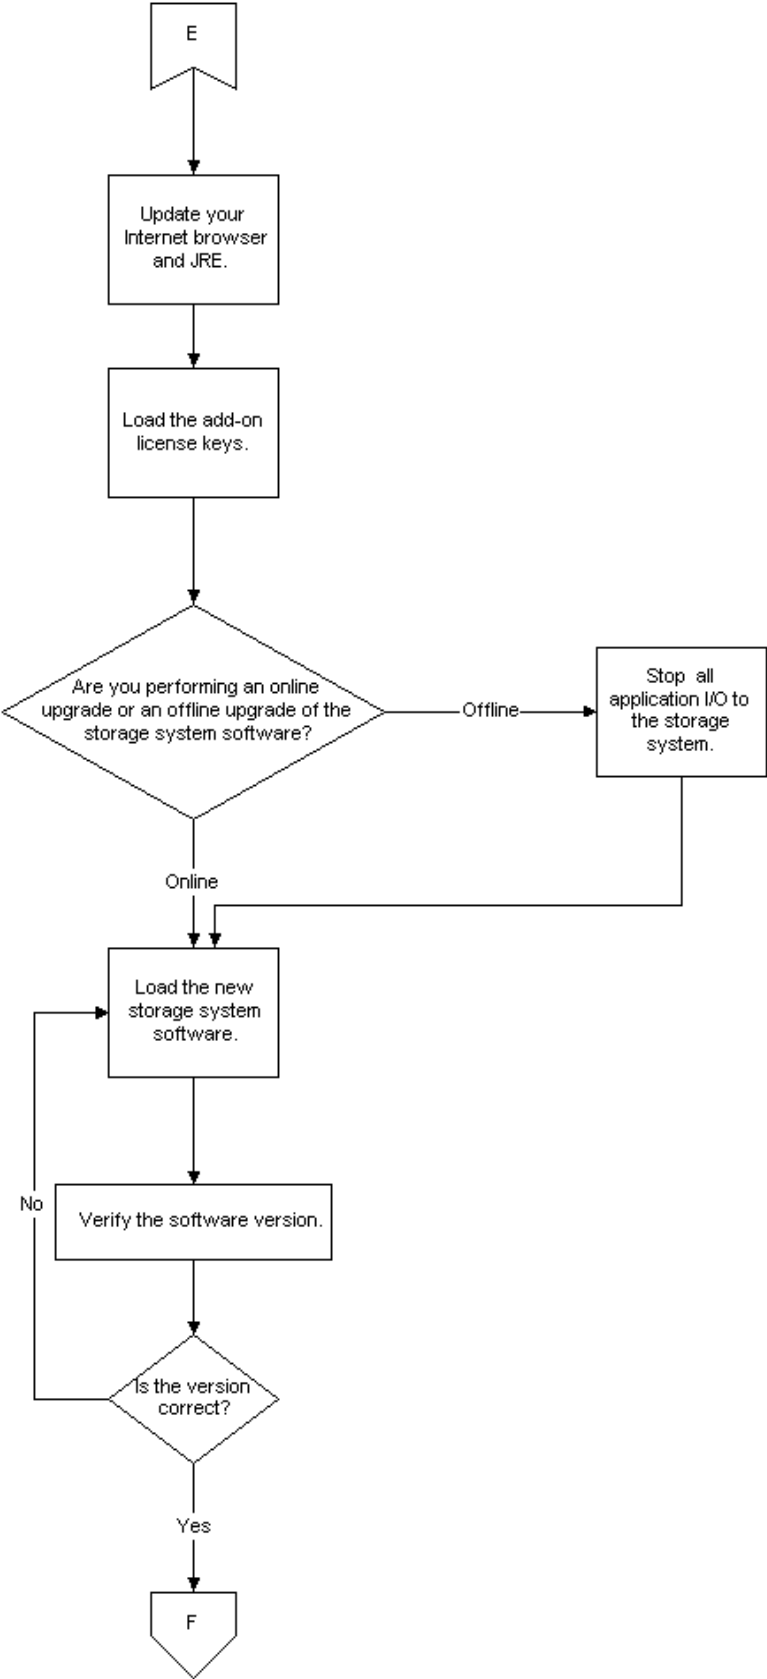 E
Update your
Internet browser
and JRE.
Load the add-on
license keys.
Are you performing an online
upgrade or an offline upgrade of the
storage system software?
Offline
Stop all
application I/O to
the storage
system.
Online
Load the new
storage system
software.
No
Verify the software version.
Is the version
correct?
Yes
F